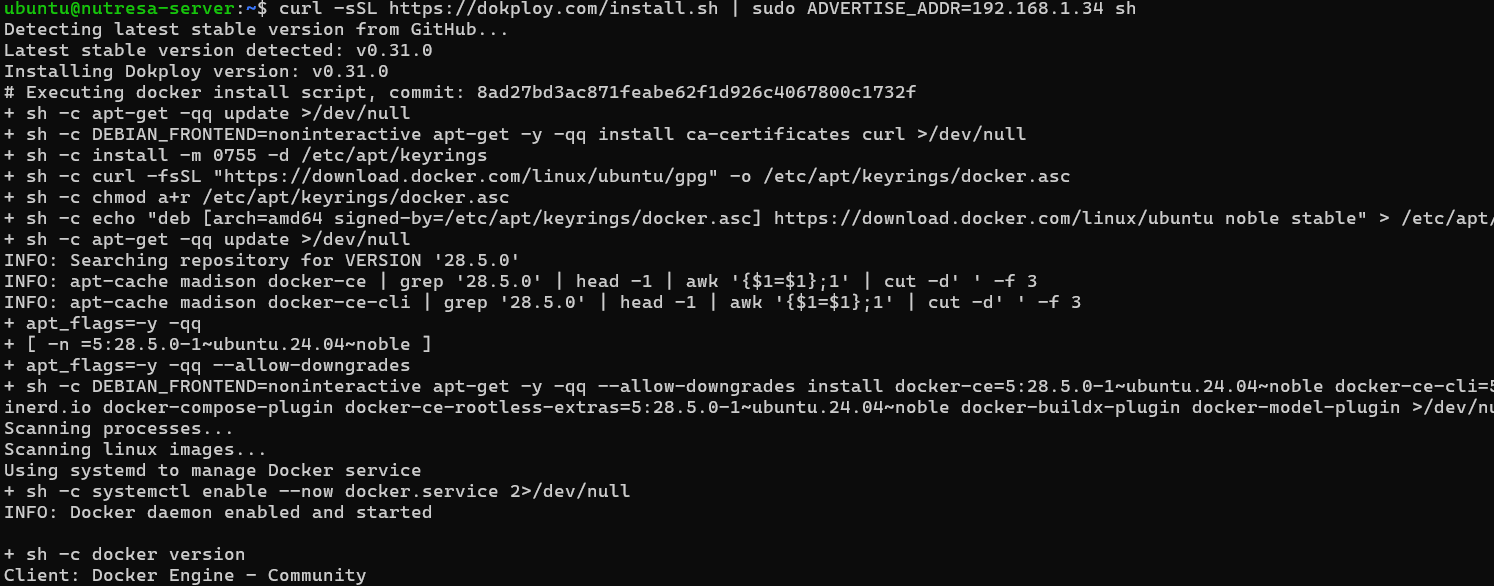 ubuntu@nutresa-server:~$ curl -sSL https://dokploy.com/install.sh | sudo ADVERTISE_ADDR=192.168.1.34 sh
Detecting latest stable version from GitHub...
Latest stable version detected: v0.31.0
Installing Dokploy version: v0.31.0
# Executing docker install script, commit: 8ad27bd3ac871feabe62f1d926c4067800c1732f
+ sh -c apt-get -qq update >/dev/null
+ sh -c DEBIAN_FRONTEND=noninteractive apt-get -y -qq install ca-certificates curl >/dev/null
+ sh -c install -m 0755 -d /etc/apt/keyrings
+ sh -c curl -fsSL "https://download.docker.com/linux/ubuntu/gpg" -o /etc/apt/keyrings/docker.asc
+ sh -c chmod a+r /etc/apt/keyrings/docker.asc
+ sh -c echo "deb [arch=amd64 signed-by=/etc/apt/keyrings/docker.asc] https://download.docker.com/linux/ubuntu noble stable" > /etc/apt/
+ sh -c apt-get -qq update >/dev/null
INFO: Searching repository for VERSION '28.5.0'
INFO: apt-cache madison docker-ce | grep '28.5.0' | head -1 | awk '{$1=$1};1' | cut -d' ' -f 3
INFO: apt-cache madison docker-ce-cli | grep '28.5.0' | head -1 | awk '{$1=$1};1' | cut -d' ' -f 3
+ apt_flags=-y -qq
+ [ -n =5:28.5.0-1~ubuntu.24.04~noble ]
+ apt_flags=-y -qq --allow-downgrades
+ sh -c DEBIAN_FRONTEND=noninteractive apt-get -y -qq --allow-downgrades install docker-ce=5:28.5.0-1~ubuntu.24.04~noble docker-ce-cli=5
inerd.io docker-compose-plugin docker-ce-rootless-extras=5:28.5.0-1~ubuntu.24.04~noble docker-buildx-plugin docker-model-plugin >/dev/nu
Scanning processes...
Scanning linux images...
Using systemd to manage Docker service
+ sh -c systemctl enable --now docker.service 2>/dev/null
INFO: Docker daemon enabled and started
+ sh -c docker version
Client: Docker Engine - Community